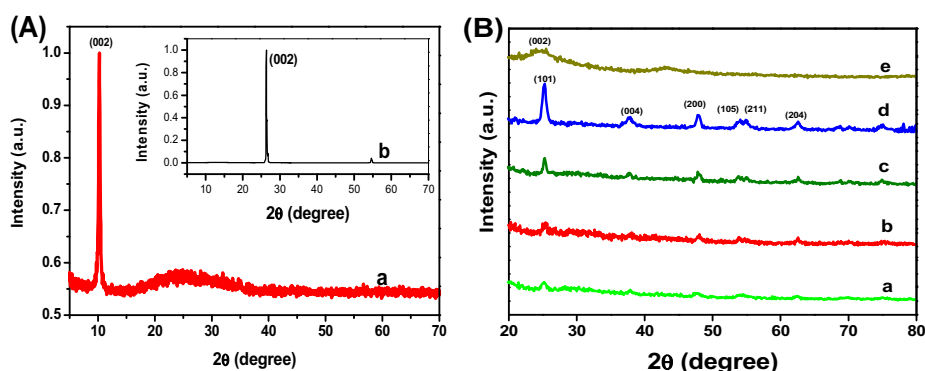 (A)
(002)
Intensity (a.u.)
1.0
0.9
0.8
0.7
0.6
0.5
10 20 30 40 50 60 70
2θ (degree)
a
Intensity (a.u.)
1.0
0.8
0.6
0.4
0.2
0.0
(002)
b
10 20 30 40 50 60 70
2θ (degree)
(B)
Intensity (a.u.)
(002)
e
(101)
(004)
(200)
(105) (211)
(204)
d
c
b
a
20 30 40 50 60 70 80
2θ (degree)